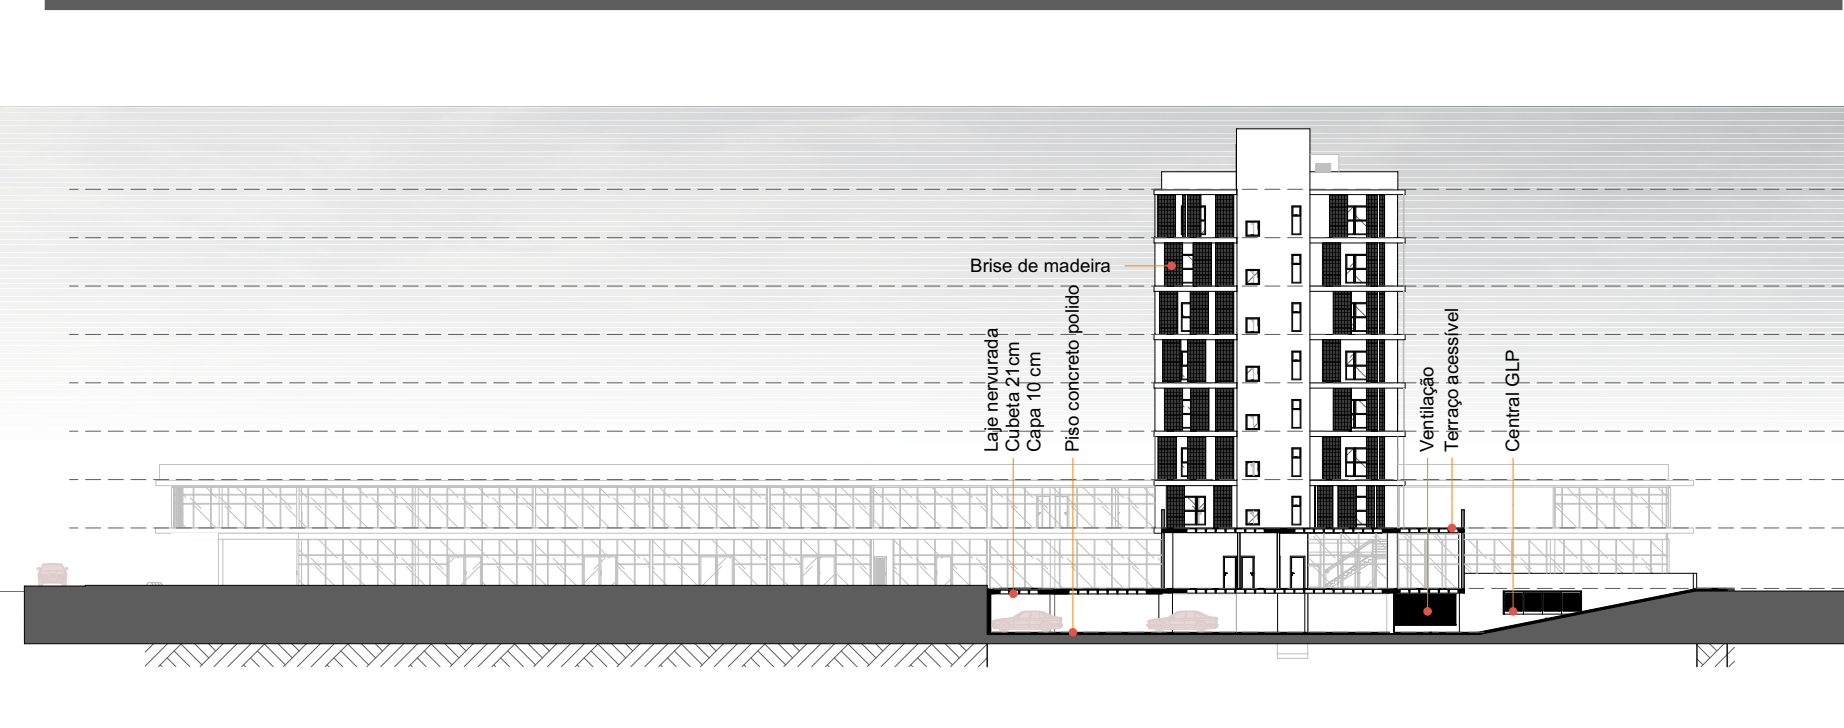 Brise de madeira
Laje nervurada
Cubeta 21cm
Capa 10 cm
Piso concreto polido
Ventilação
Terraço acessível
Central GLP